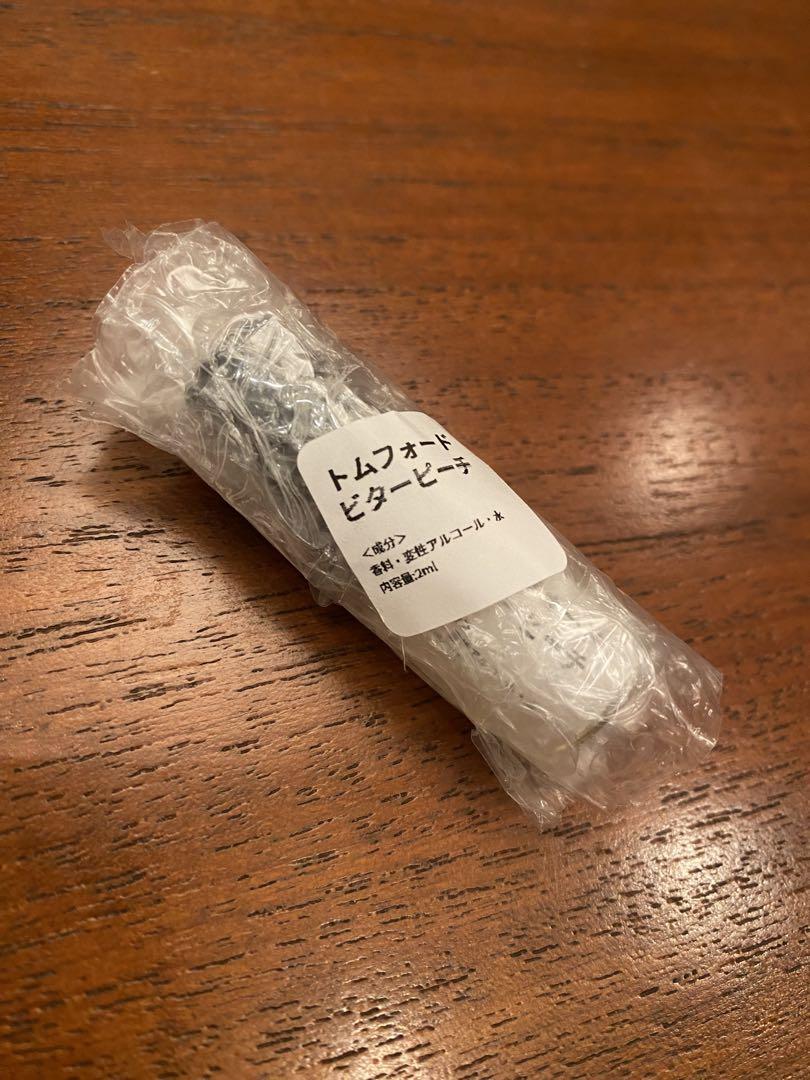 トムフォード
ビターピーチ
<成分>
香料・変性アルコール・水
内容量:2ml